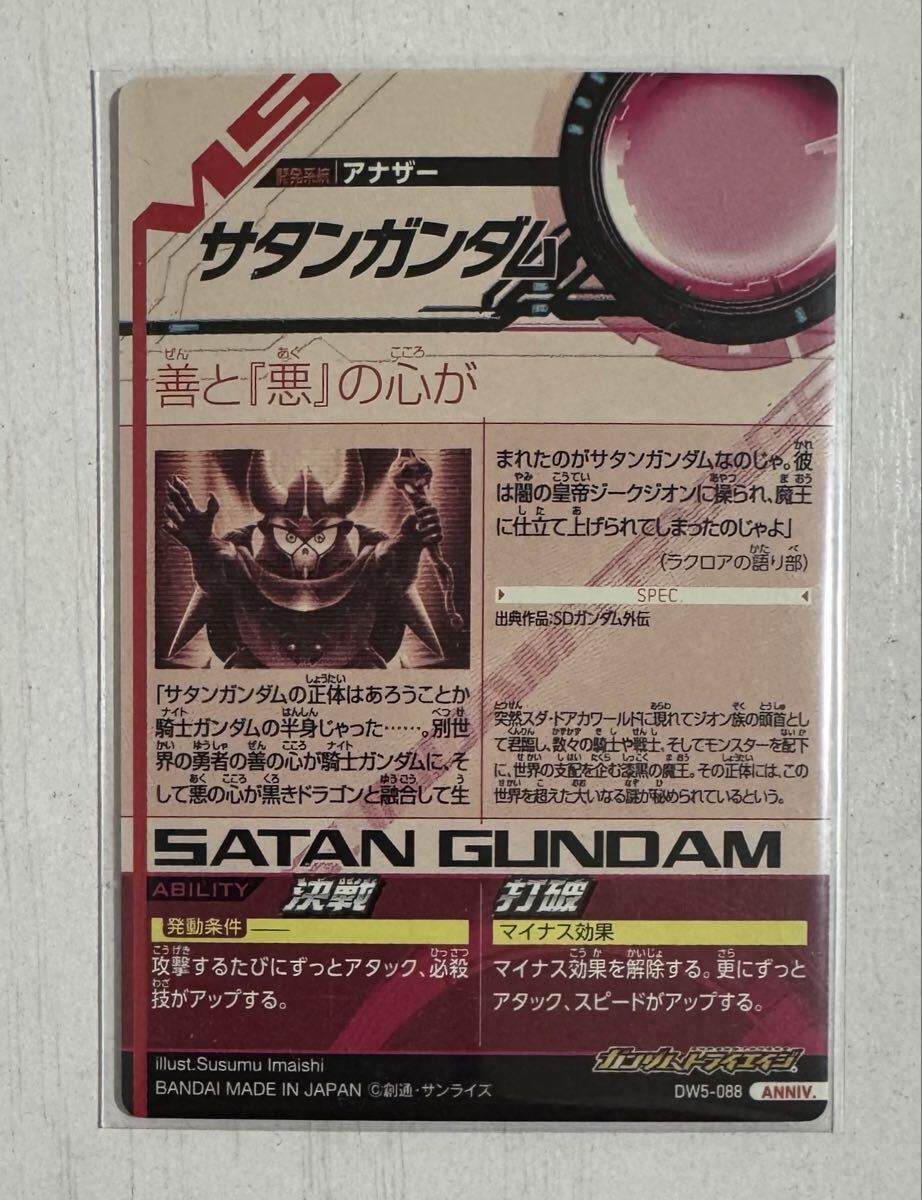 MS
開発系統 アナザー
サタンガンダム
善と『悪』の心が
「サタンガンダムの正体はあろうことか
騎士ガンダムの半身じゃった……。別世
界の勇者の善の心が騎士ガンダムに、そ
して悪の心が黒きドラゴンと融合して生
まれたのがサタンガンダムなのじゃ。彼
は闇の皇帝ジークジオンに操られ、魔王
に仕立て上げられてしまったのじゃよ」
(ラクロアの語り部)
SPEC
出典作品:SDガンダム外伝
突然スダ・ドアカワールドに現れてジオン族の頭首とし
て君臨し、数々の騎士や戦士、そしてモンスターを配下
に、世界の支配を企む漆黒の魔王。その正体には、この
世界を超えた大いなる謎が秘められているという。
SATAN GUNDAM
ABILITY 決戦
発動条件 ——
攻撃するたびにずっとアタック、必殺
技がアップする。
打破
マイナス効果
マイナス効果を解除する。更にずっと
アタック、スピードがアップする。
illust.Susumu Imaishi
BANDAI MADE IN JAPAN ©創通・サンライズ
ガンダムトライエイジ
DW5-088 ANNIV.